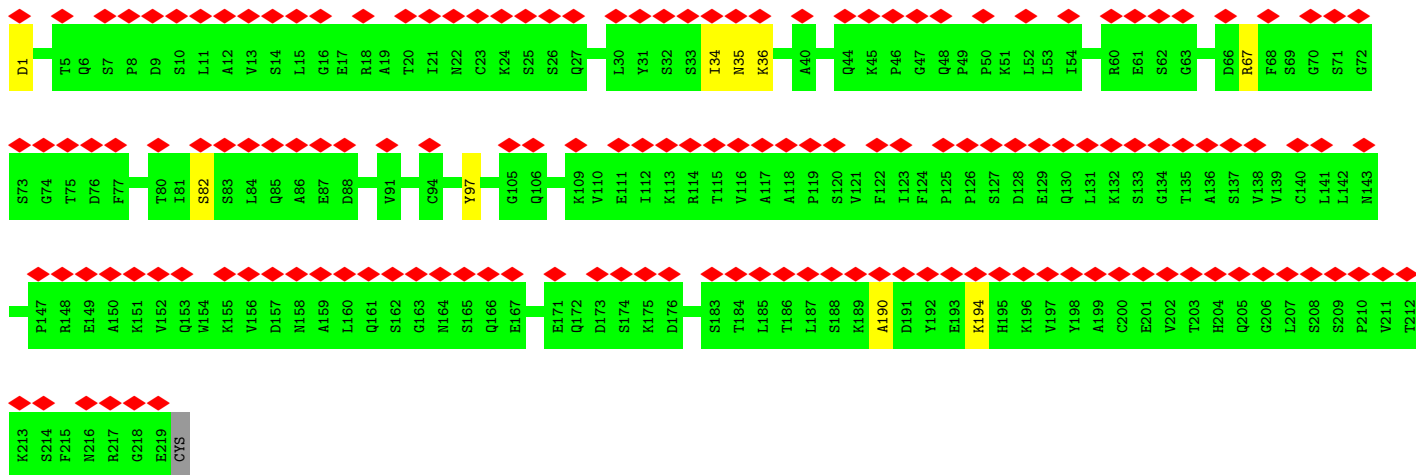 D1 T5 Q6 S7 P8 D9 S10 L11 A12 V13 S14 L15 G16 E17 R18 A19 T20 I21 N22 C23 K24 S25 S26 Q27 L30 Y31 S32 S33 I34 N35 K36 A40 Q44 K45 P46 G47 Q48 P49 P50 K51 L52 L53 I54 R60 E61 S62 G63 D66 R67 F68 S69 G70 S71 G72
S73 G74 T75 D76 F77 T80 I81 S82 S83 L84 Q85 A86 E87 D88 V91 C94 Y97 G105 Q106 K109 V110 E111 I112 K113 R114 T115 V116 A117 A118 P119 S120 V121 F122 I123 F124 P125 P126 S127 D128 E129 Q130 L131 K132 S133 G134 T135 A136 S137 V138 V139 C140 L141 L142 N143
P147 R148 E149 A150 K151 V152 Q153 W154 K155 V156 D157 N158 A159 L160 Q161 S162 G163 N164 S165 Q166 E167 E171 Q172 D173 S174 K175 D176 S183 T184 L185 T186 L187 S188 K189 A190 D191 Y192 E193 K194 H195 K196 V197 Y198 A199 C200 E201 V202 T203 H204 Q205 G206 L207 S208 S209 P210 V211 T212
K213 S214 F215 N216 R217 G218 E219 CYS